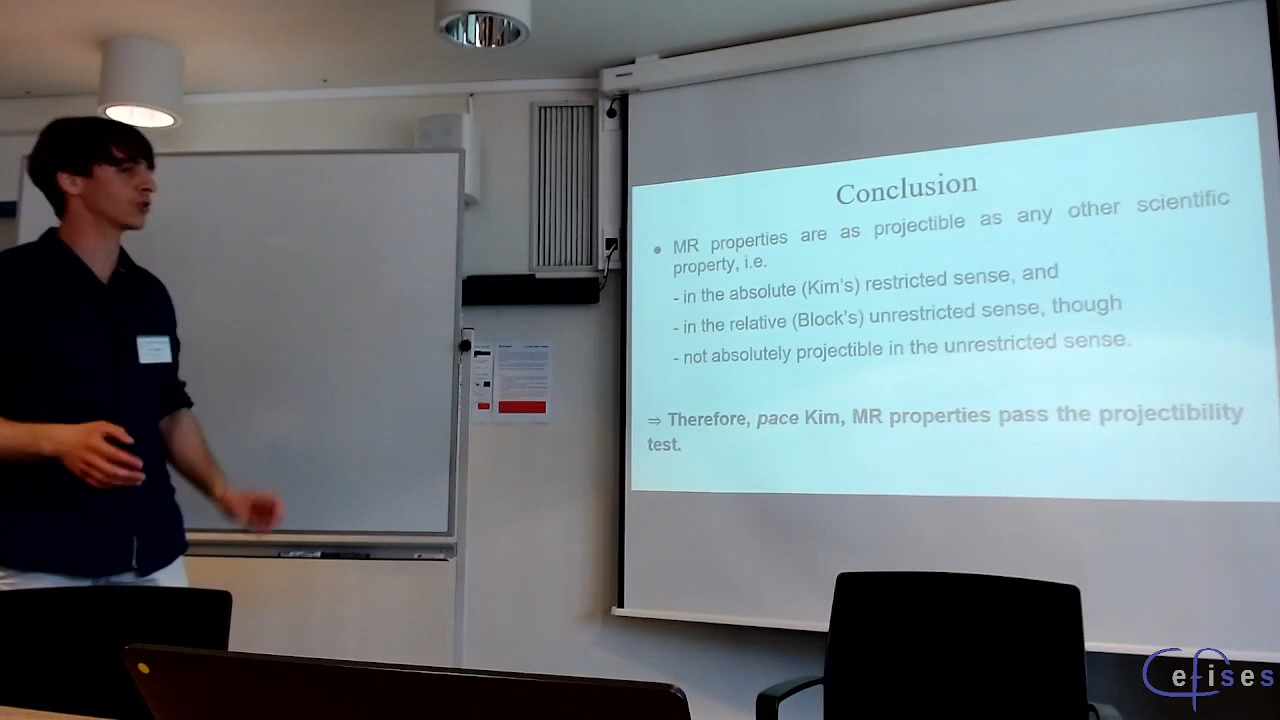 Conclusion
• MR properties are as projectible as any other scientific
property, i.e.
- in the absolute (Kim's) restricted sense, and
- in the relative (Block's) unrestricted sense, though
- not absolutely projectible in the unrestricted sense.
⇒ Therefore, pace Kim, MR properties pass the projectibility
test.
Cefises